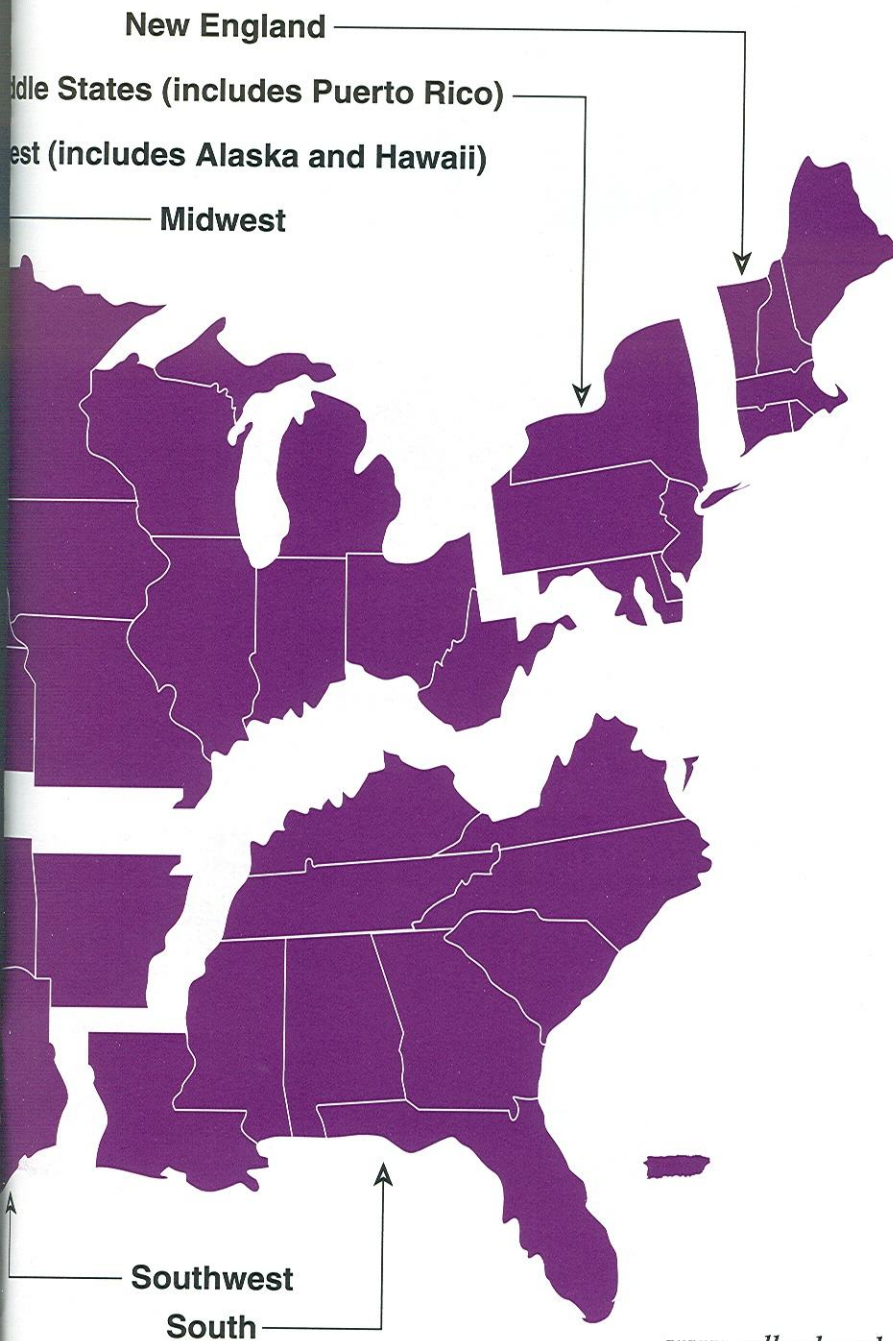 New England
ddle States (includes Puerto Rico)
est (includes Alaska and Hawaii)
Midwest
Southwest
South